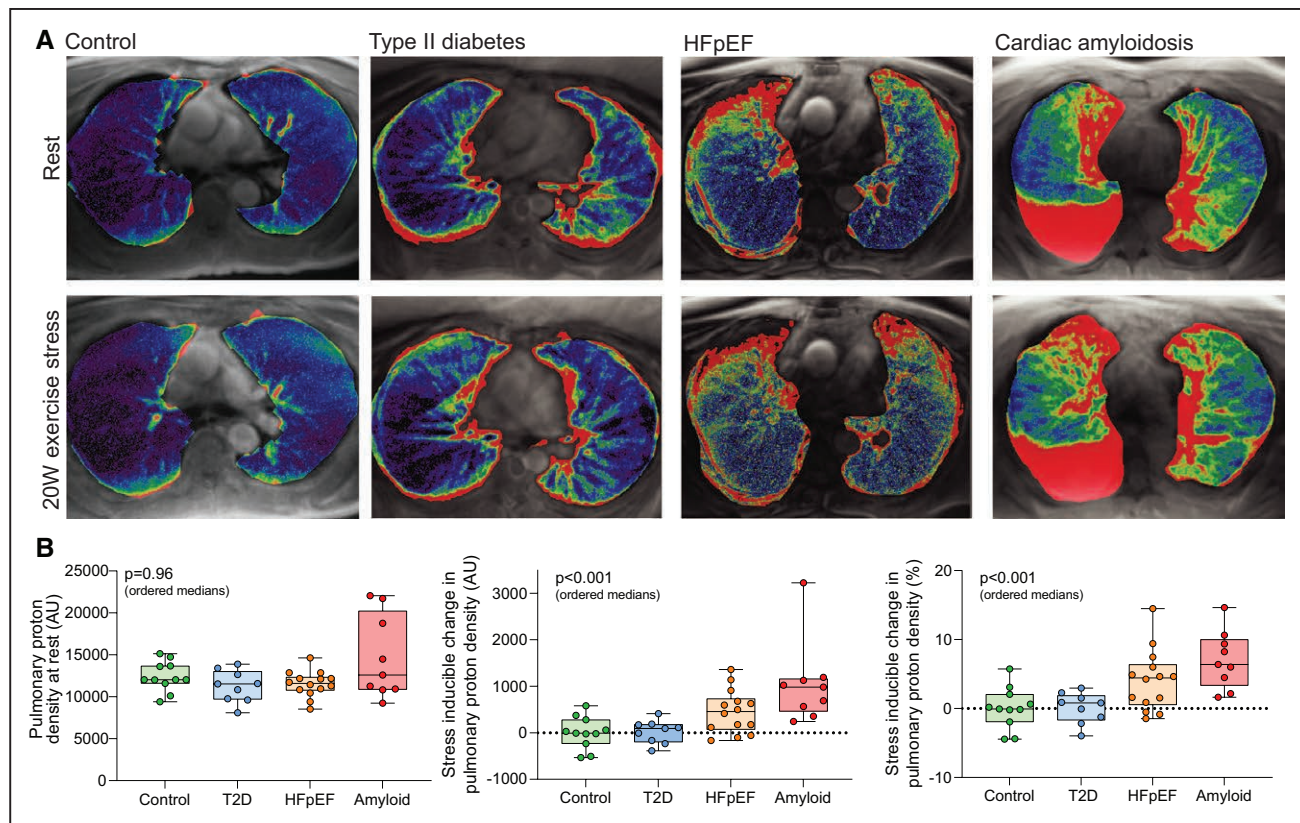 A
Control
Type II diabetes
HFpEF
Cardiac amyloidosis
Rest
20W exercise stress
B
Pulmonary proton
density at rest (AU)
25000
20000
15000
10000
5000
0
p=0.96
(ordered medians)
Control
T2D
HFpEF
Amyloid
Stress inducible change in
pulmonary proton density (AU)
3000
2000
1000
0
-1000
p<0.001
(ordered medians)
Control
T2D
HFpEF
Amyloid
Stress inducible change in
pulmonary proton density (%)
20
10
0
-10
p<0.001
(ordered medians)
Control
T2D
HFpEF
Amyloid